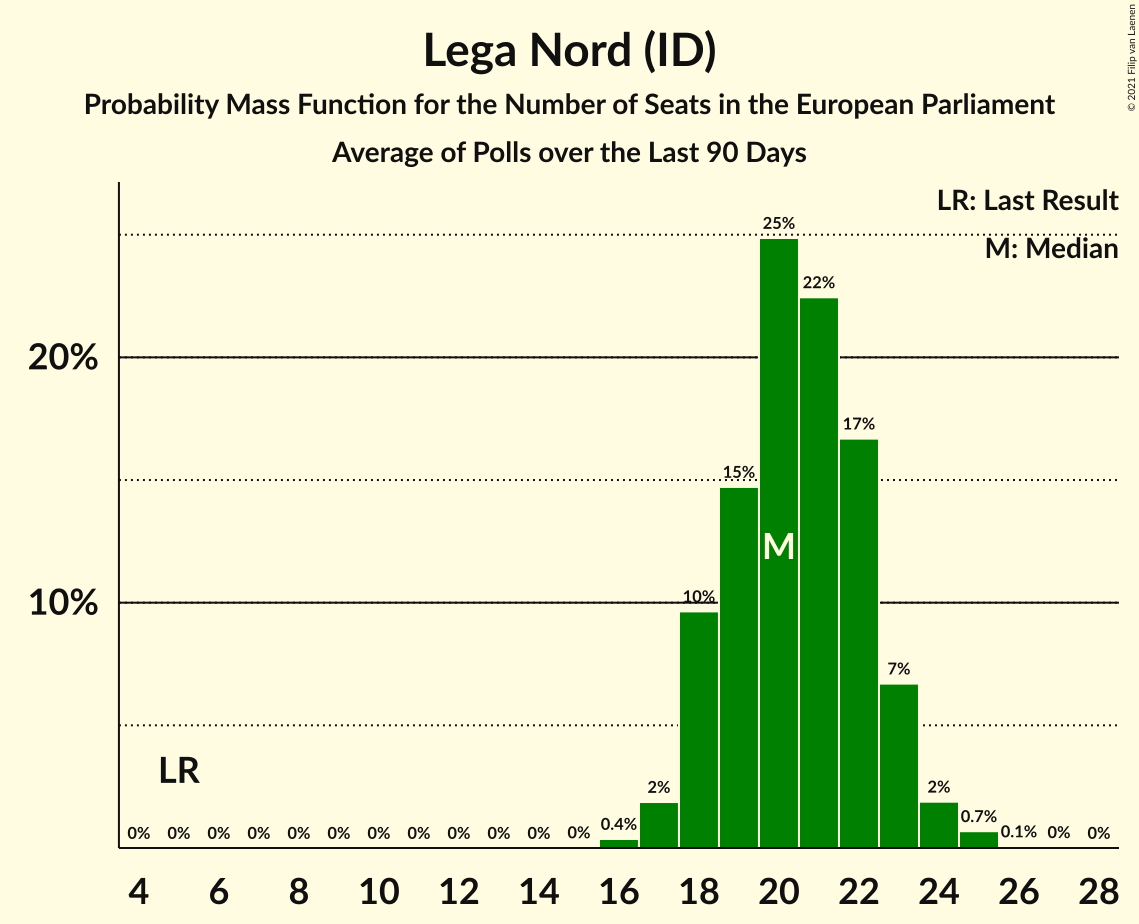 Lega Nord (ID)
Probability Mass Function for the Number of Seats in the European Parliament
Average of Polls over the Last 90 Days
© 2021 Filip van Laenen
LR: Last Result
M: Median
25%
22%
20%
17%
15%
M
10%
10%
7%
LR
2%
2%
0% 0% 0% 0% 0% 0% 0% 0% 0% 0% 0% 0% 0.4% 0.7% 0.1% 0% 0%
4 6 8 10 12 14 16 18 20 22 24 26 28